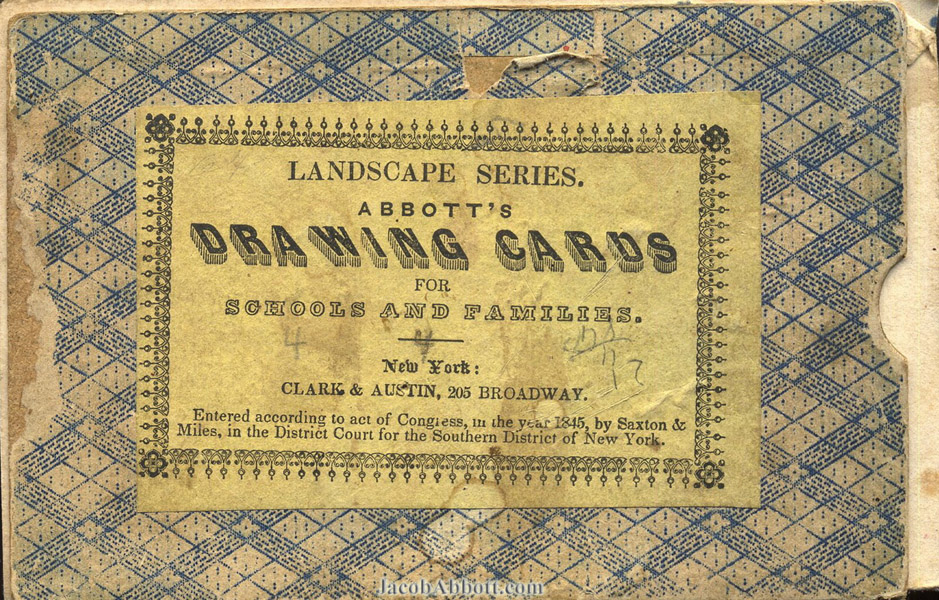 LANDSCAPE SERIES.
ABBOTT'S
DRAWING CARDS
FOR
SCHOOLS AND FAMILIES.
4 4
New York:
CLARK & AUSTIN, 205 BROADWAY.
Entered according to act of Congress, in the year 1845, by Saxton &
Miles, in the District Court for the Southern District of New York.
JacobAbbott.com